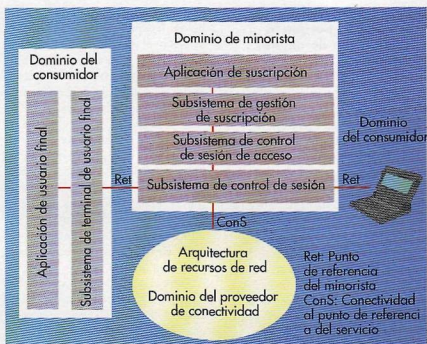 Dominio del
consumidor
Aplicación de usuario final
Subsistema de terminal de usuario final
Dominio de minorista
Aplicación de suscripción
Subsistema de gestión
de suscripción
Subsistema de control
de sesión de acceso
Subsistema de control de sesión
Ret
Ret
Dominio
del consumidor
ConS
Arquitectura
de recursos de red
Dominio del proveedor
de conectividad
Ret: Punto
de referencia
del minorista
ConS: Conectividad
al punto de referenci
a del servicio